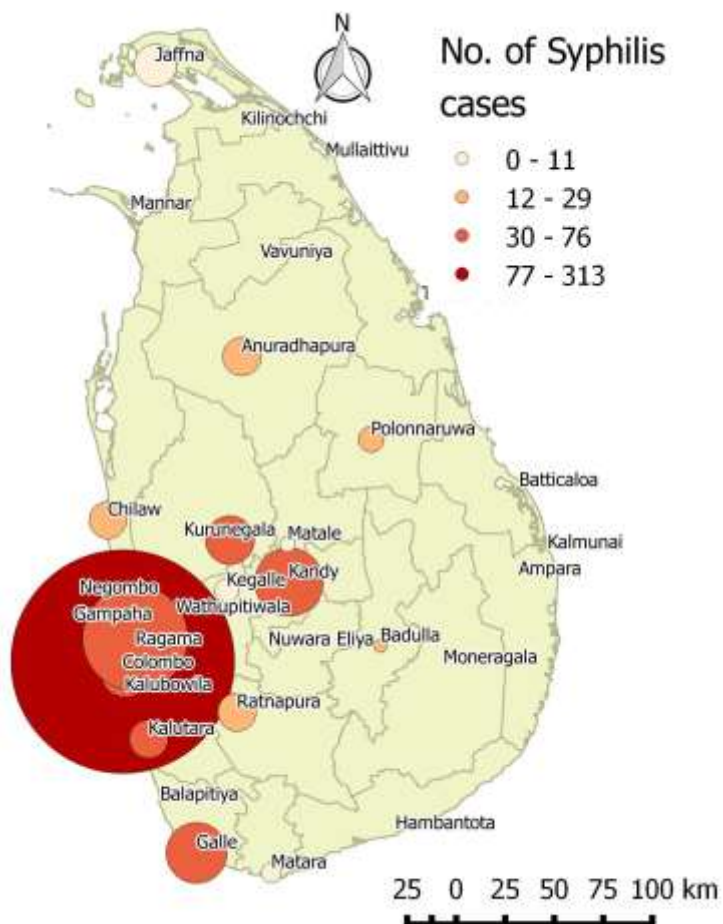 N
No. of Syphilis
cases
0 - 11
12 - 29
30 - 76
77 - 313
Jaffna
Kilinochchi
Mullaittivu
Mannar
Vavuniya
Anuradhapura
Polonnaruwa
Batticaloa
Chilaw
Kurunegala
Matale
Kalmunai
Ampara
Negombo
Kegalle
Kandy
Gampaha
Wathupitiwala
Ragama
Nuwara Eliya
Badulla
Moneragala
Colombo
Kalubowila
Ratnapura
Kalutara
Balapitiya
Hambantota
Galle
Matara
25 0 25 50 75 100 km